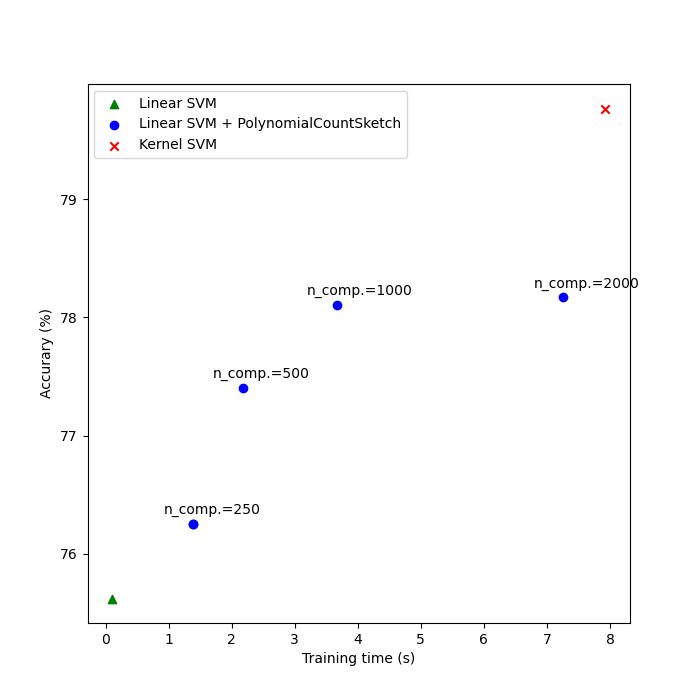 Linear SVM
Linear SVM + PolynomialCountSketch
Kernel SVM
79
n_comp.=2000
n_comp.=1000
78
n_comp.=500
77
n_comp.=250
76
Accurary (%)
0 1 2 3 4 5 6 7 8
Training time (s)